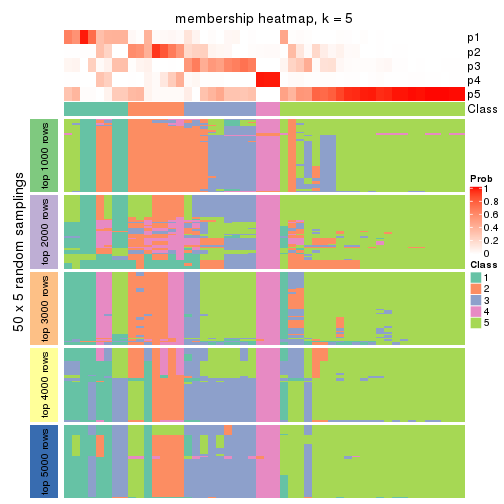 membership heatmap, k = 5
p1
p2
p3
p4
p5
Class
50 x 5 random samplings
top 1000 rows
top 2000 rows
top 3000 rows
top 4000 rows
top 5000 rows
Prob
1
0.8
0.6
0.4
0.2
0
Class
1
2
3
4
5